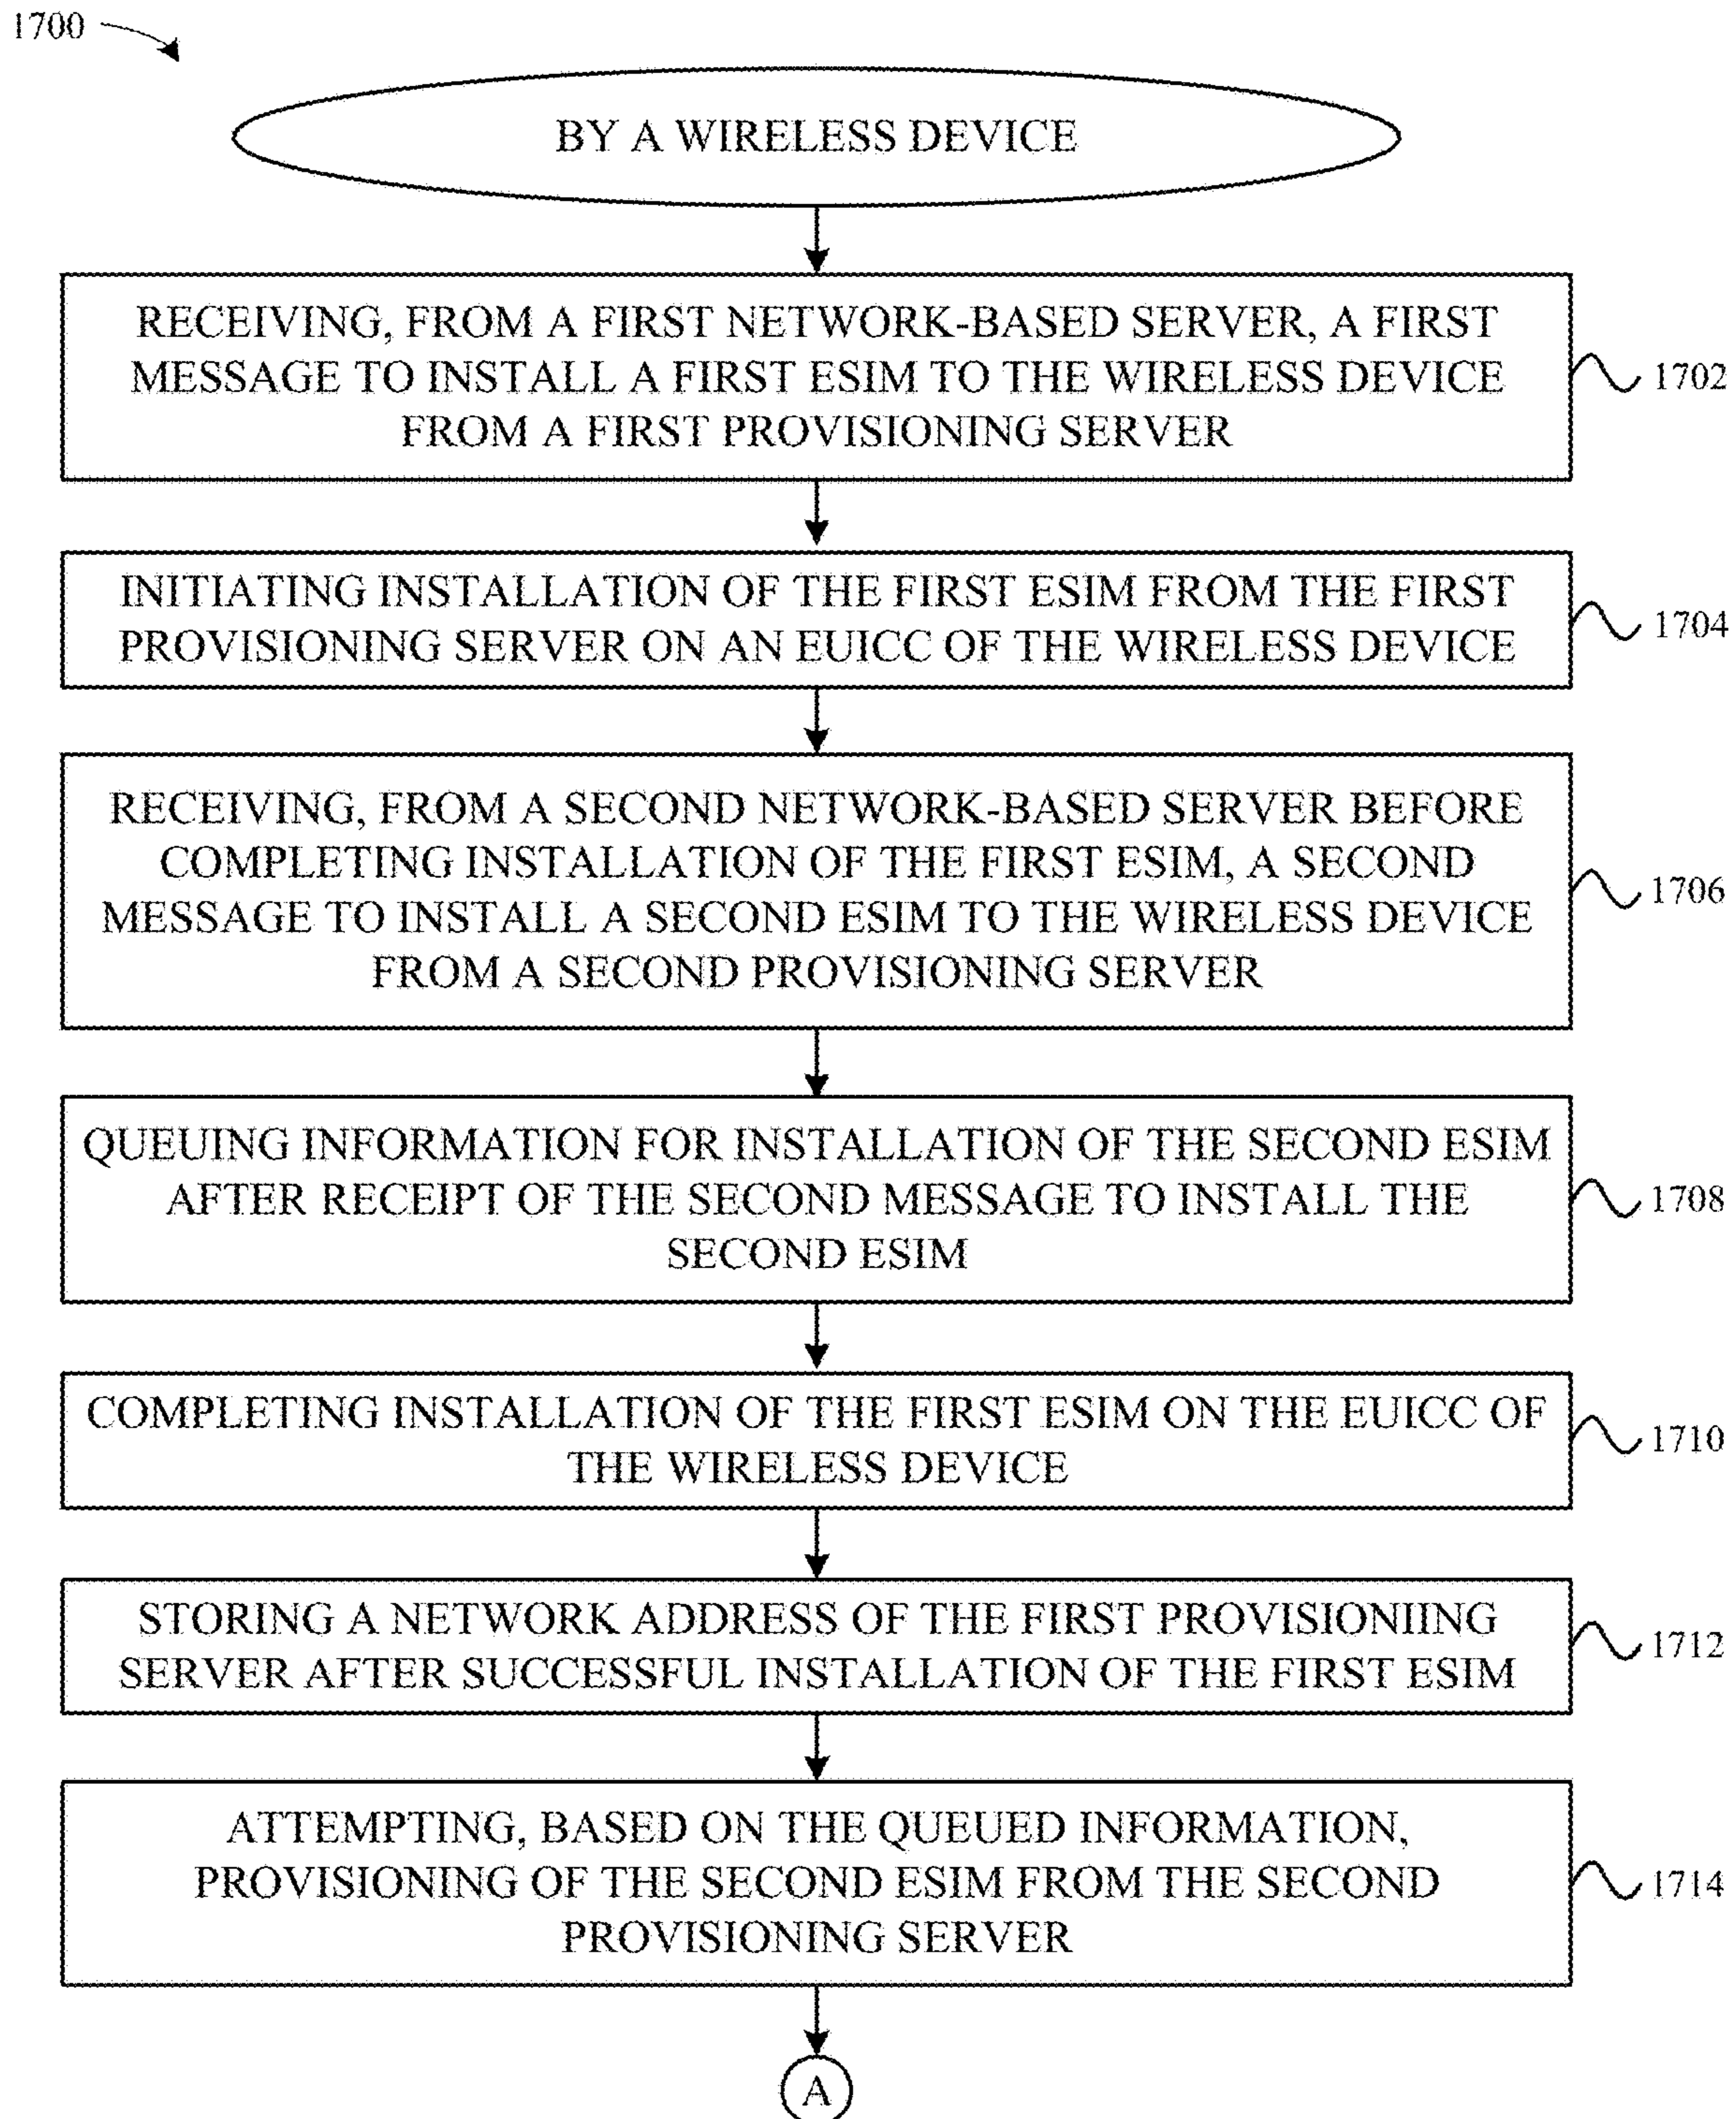 1700
BY A WIRELESS DEVICE
RECEIVING, FROM A FIRST NETWORK-BASED SERVER, A FIRST
MESSAGE TO INSTALL A FIRST ESIM TO THE WIRELESS DEVICE
FROM A FIRST PROVISIONING SERVER
1702
INITIATING INSTALLATION OF THE FIRST ESIM FROM THE FIRST
PROVISIONING SERVER ON AN EUICC OF THE WIRELESS DEVICE
1704
RECEIVING, FROM A SECOND NETWORK-BASED SERVER BEFORE
COMPLETING INSTALLATION OF THE FIRST ESIM, A SECOND
MESSAGE TO INSTALL A SECOND ESIM TO THE WIRELESS DEVICE
FROM A SECOND PROVISIONING SERVER
1706
QUEUING INFORMATION FOR INSTALLATION OF THE SECOND ESIM
AFTER RECEIPT OF THE SECOND MESSAGE TO INSTALL THE
SECOND ESIM
1708
COMPLETING INSTALLATION OF THE FIRST ESIM ON THE EUICC OF
THE WIRELESS DEVICE
1710
STORING A NETWORK ADDRESS OF THE FIRST PROVISIONIING
SERVER AFTER SUCCESSFUL INSTALLATION OF THE FIRST ESIM
1712
ATTEMPTING, BASED ON THE QUEUED INFORMATION,
PROVISIONING OF THE SECOND ESIM FROM THE SECOND
PROVISIONING SERVER
1714
A